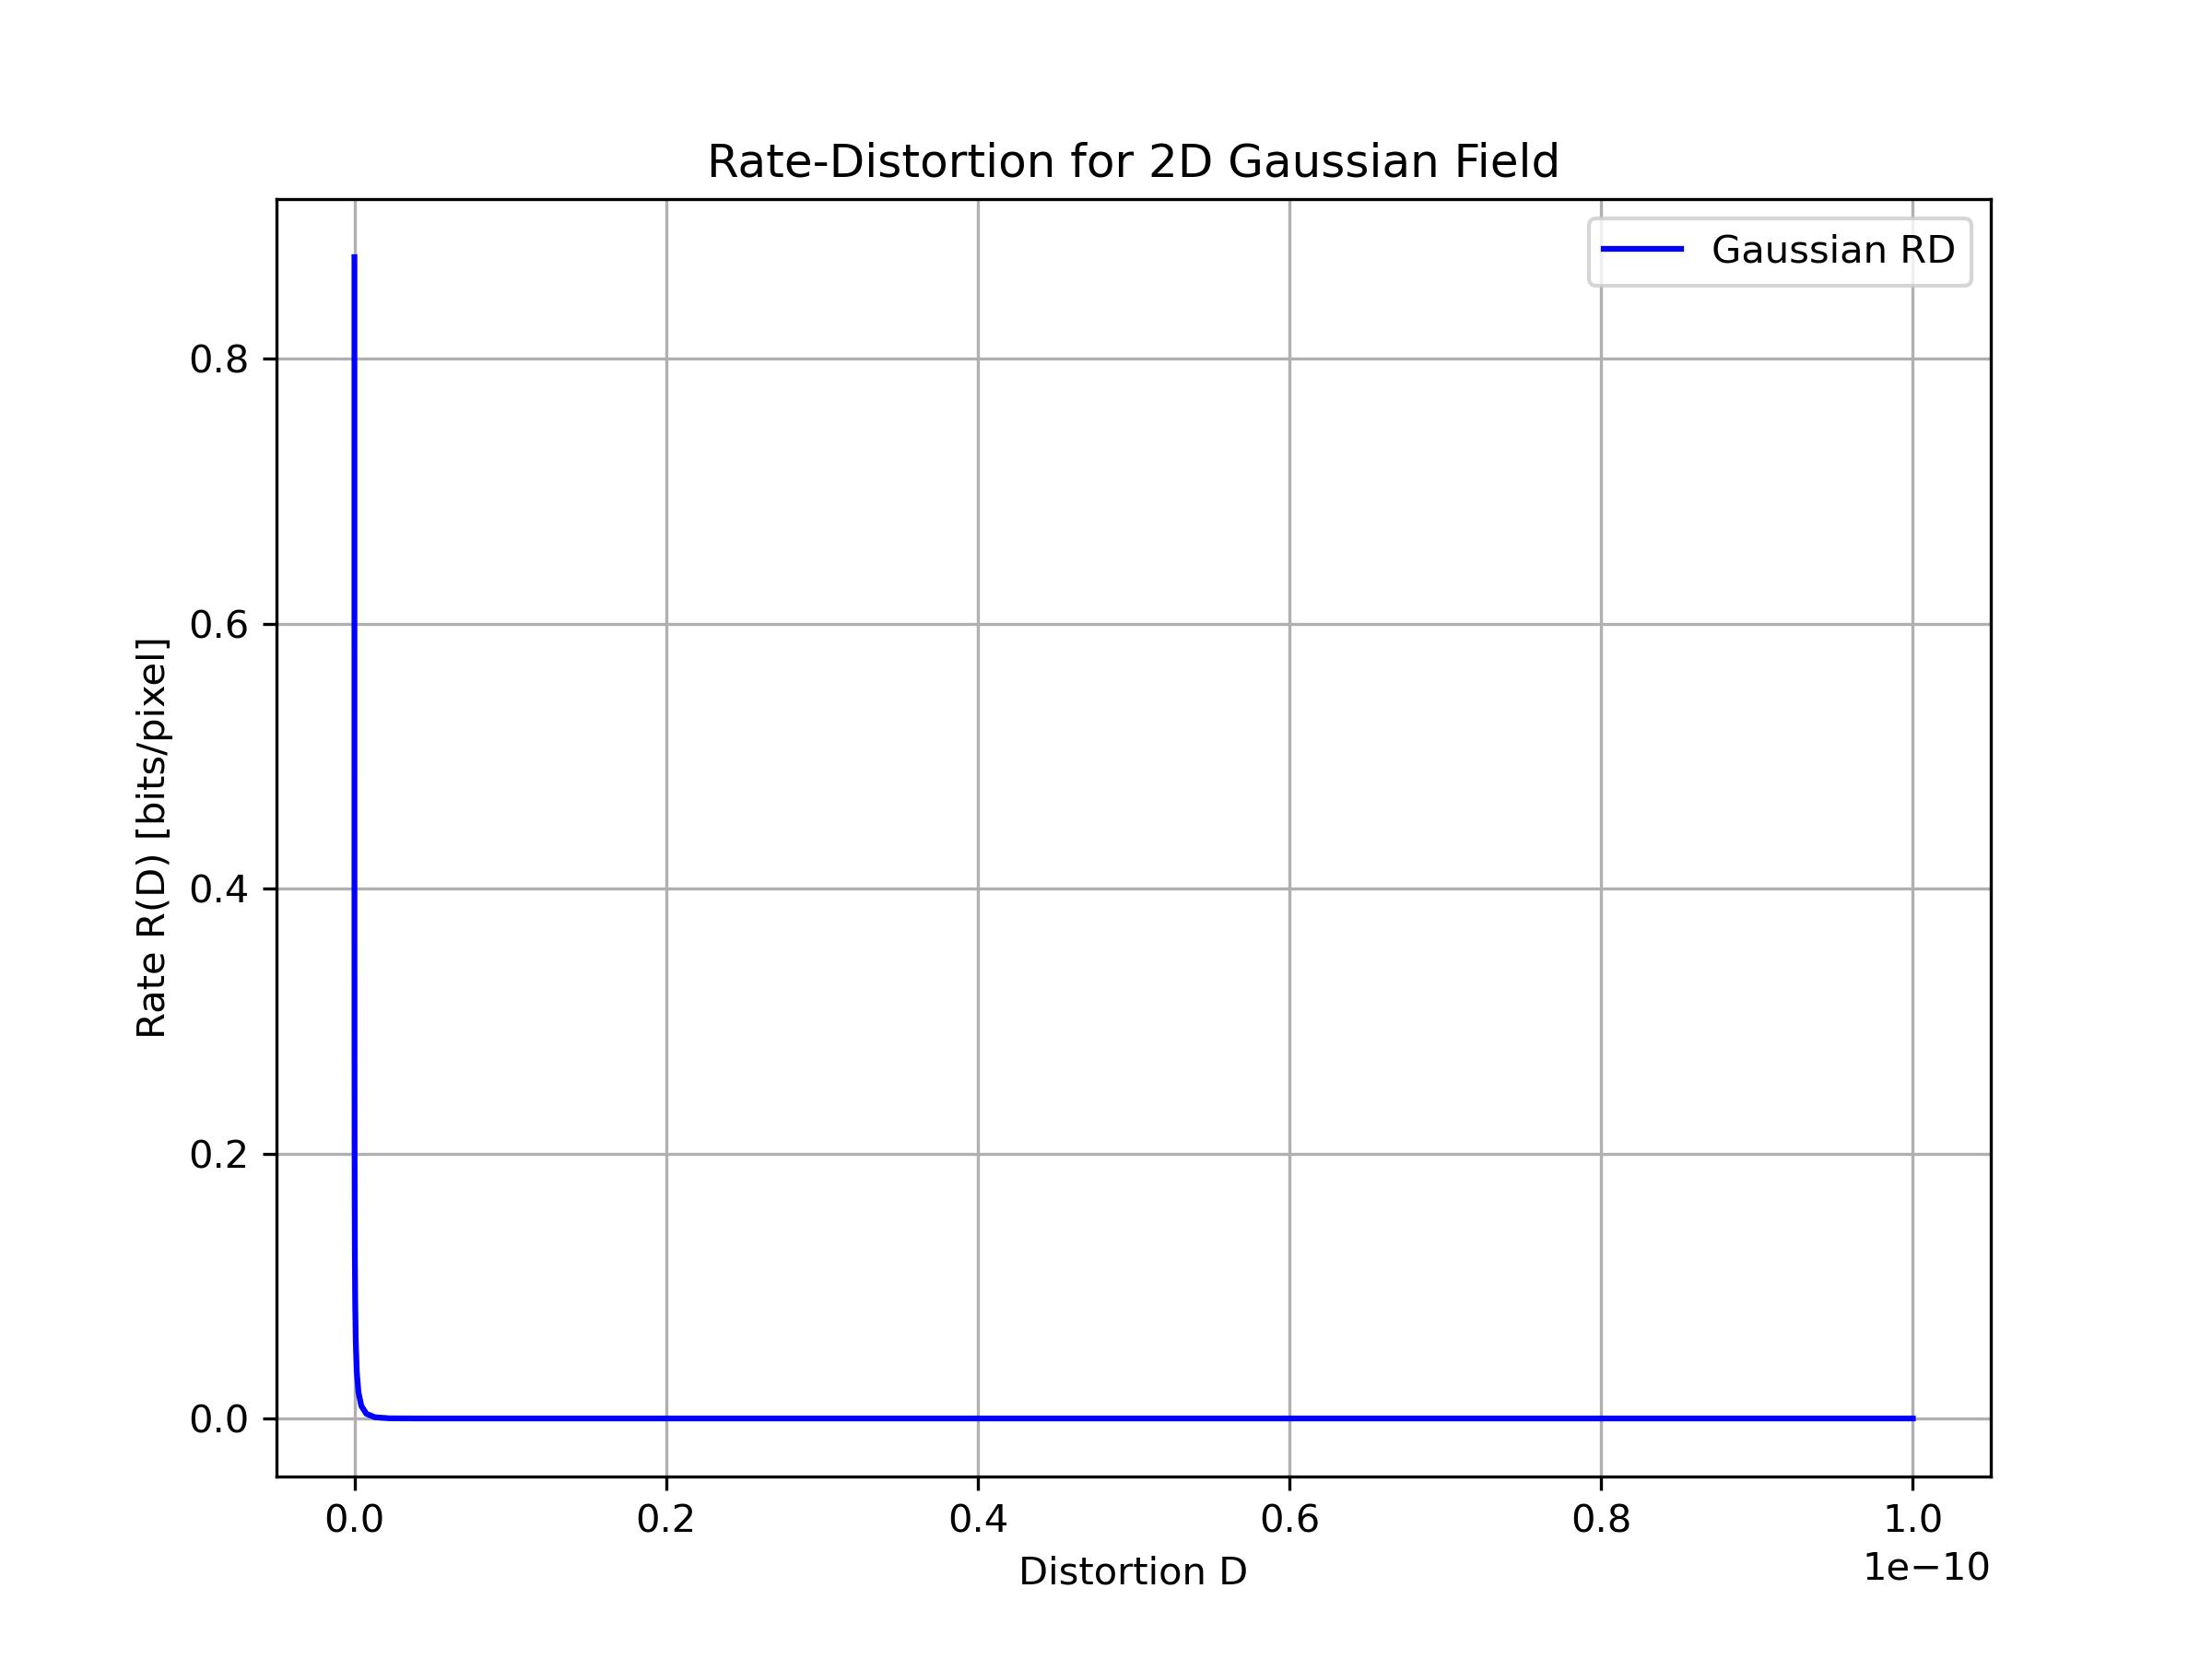 Rate-Distortion for 2D Gaussian Field
Gaussian RD
Rate R(D) [bits/pixel]
0.8
0.6
0.4
0.2
0.0
0.0 0.2 0.4 0.6 0.8 1.0
Distortion D
1e−10